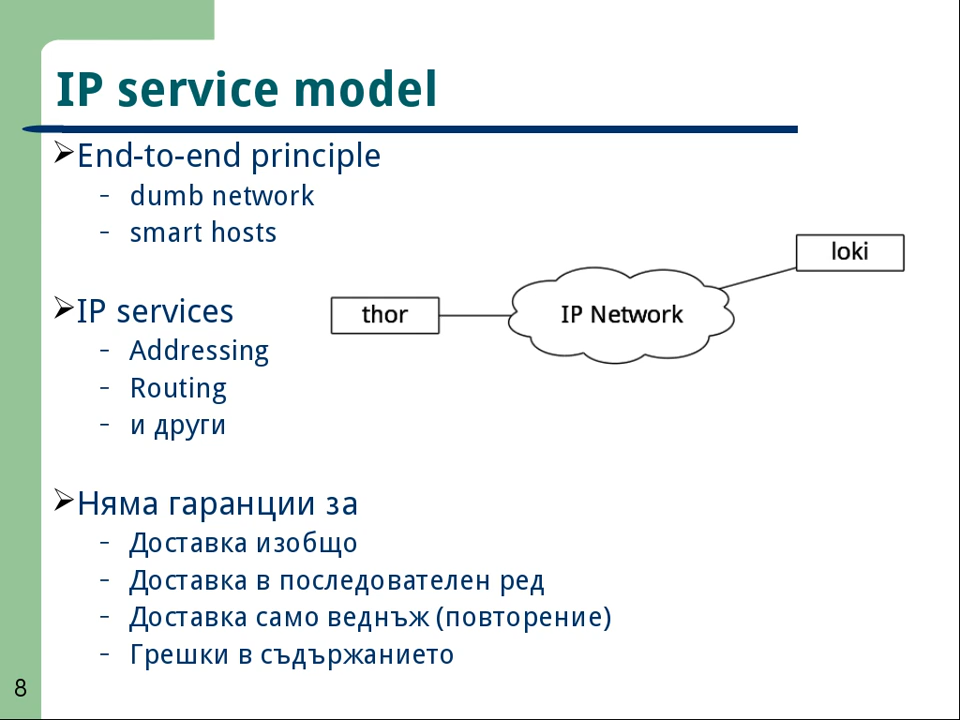 IP service model
➢End-to-end principle
– dumb network
– smart hosts
➢IP services
– Addressing
– Routing
– и други
thor
IP Network
loki
➢Няма гаранции за
– Доставка изобщо
– Доставка в последователен ред
– Доставка само веднъж (повторение)
– Грешки в съдържанието
8